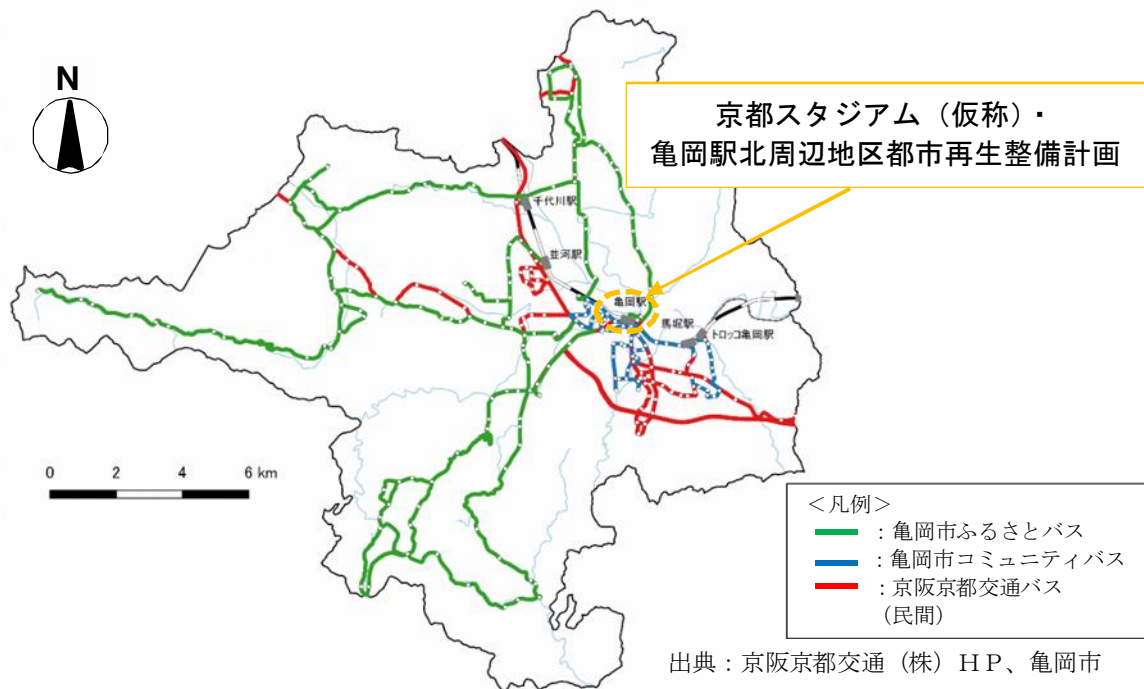 N
京都スタジアム（仮称）・
亀岡駅北周辺地区都市再生整備計画
千代川駅
並河駅
亀岡駅
馬堀駅
トロッコ亀岡駅
0 2 4 6 km
＜凡例＞
：亀岡市ふるさとバス
：亀岡市コミュニティバス
：京阪京都交通バス
（民間）
出典：京阪京都交通（株）ＨＰ、亀岡市